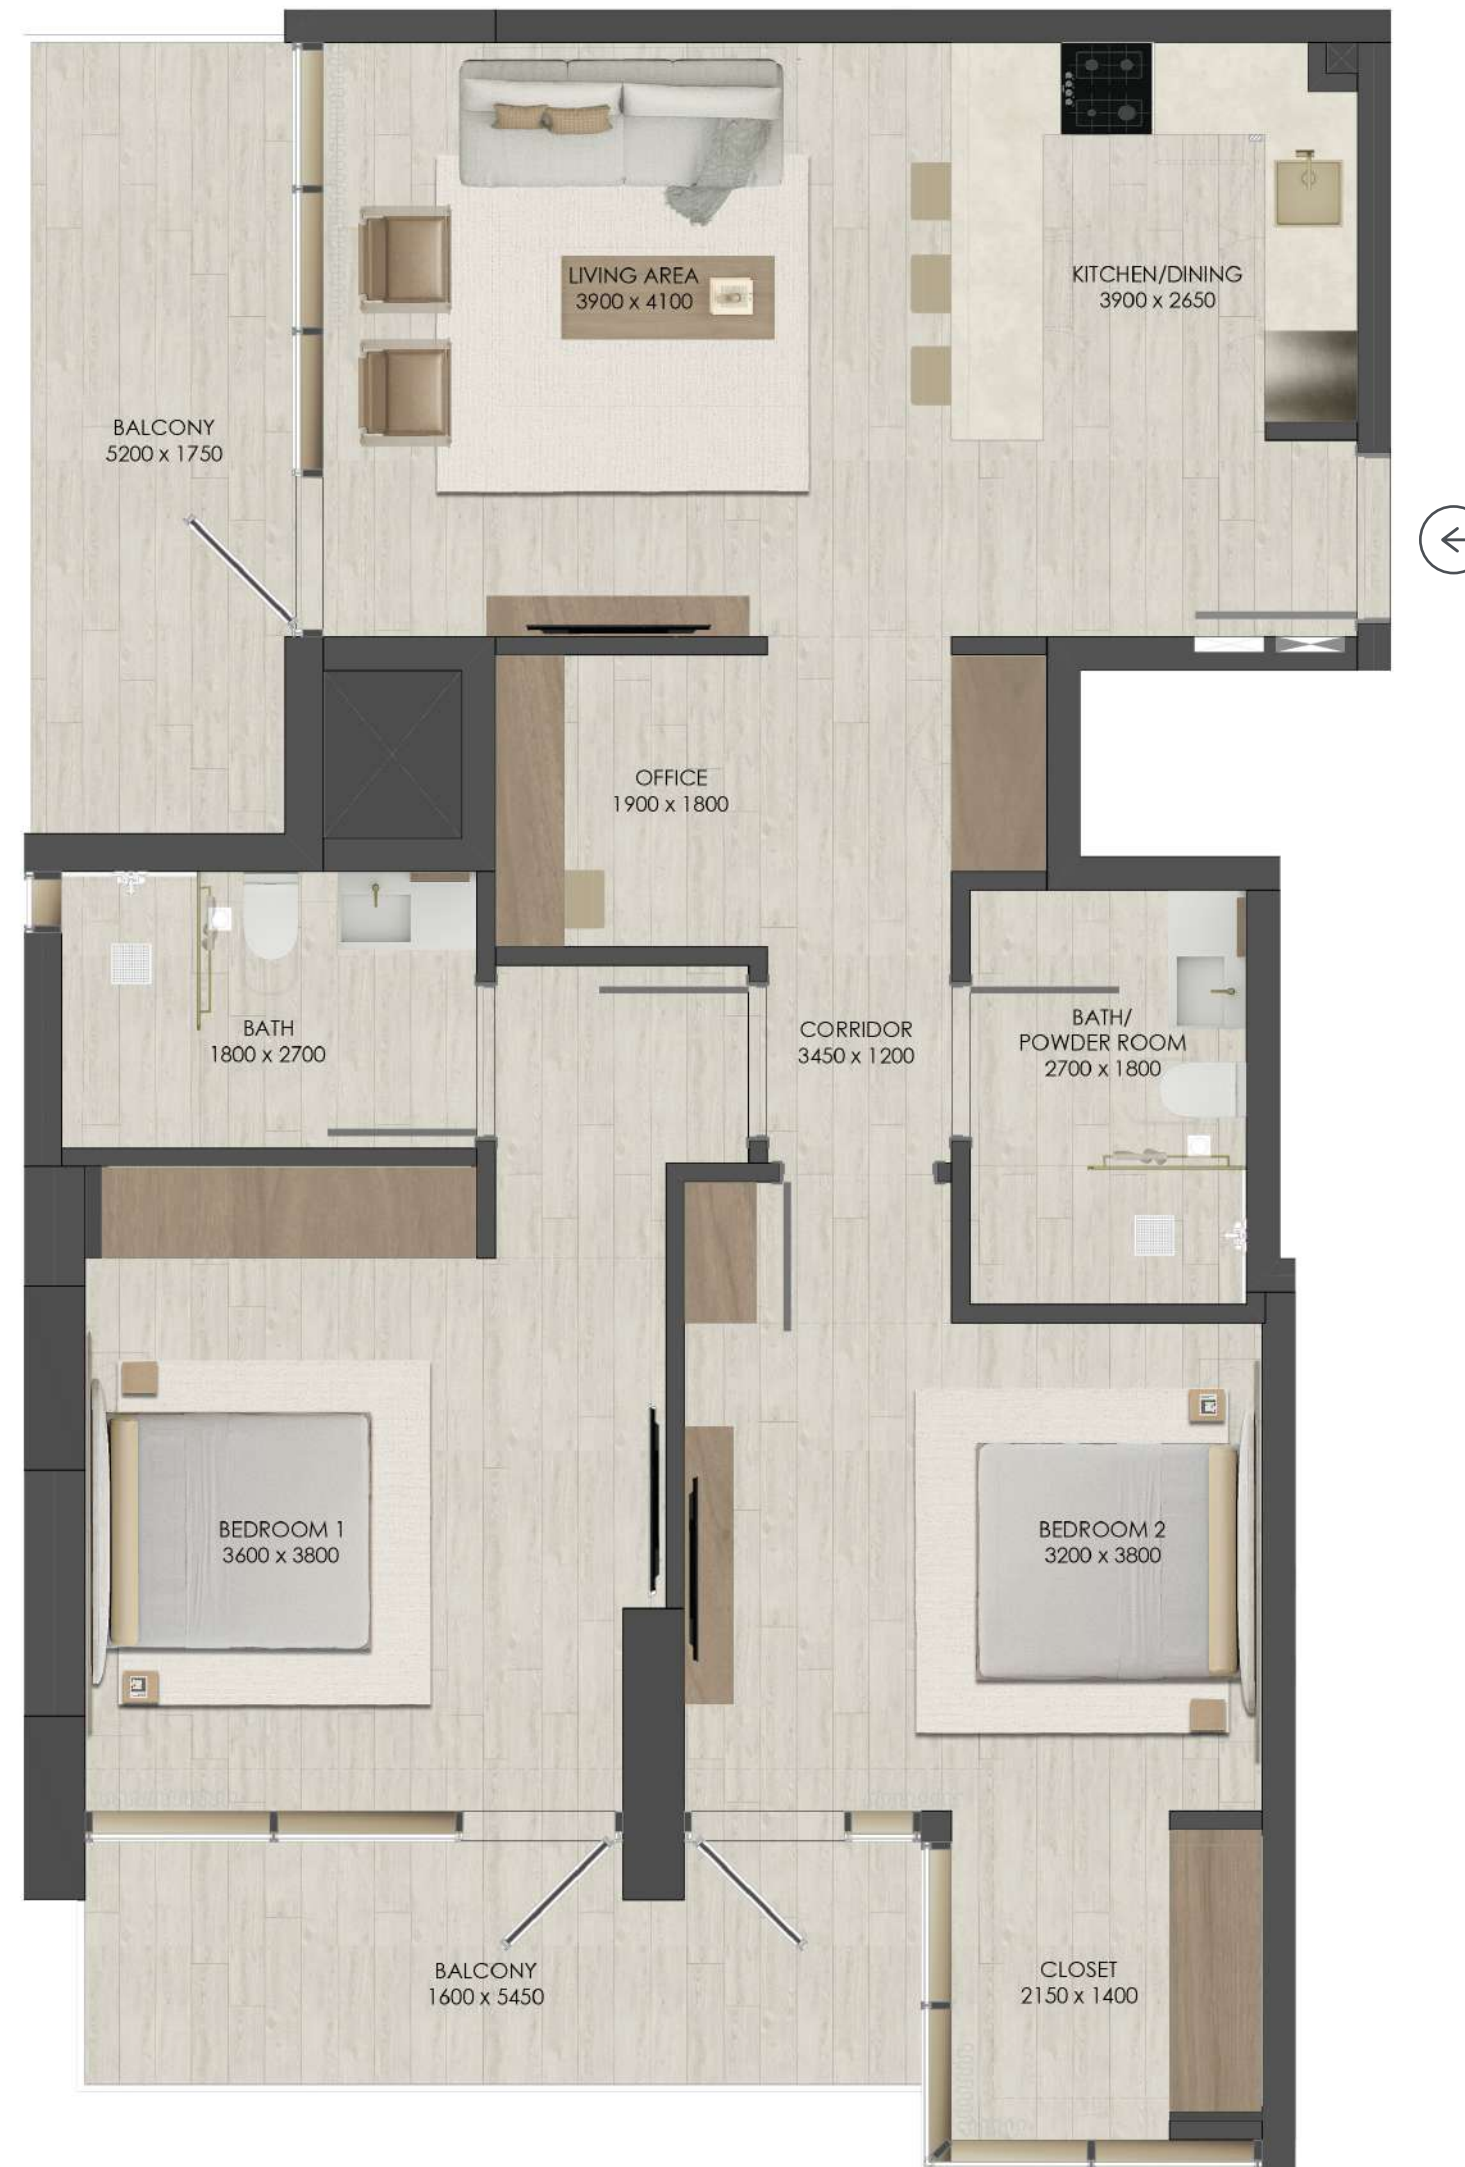 LIVING AREA
3900 x 4100
KITCHEN/DINING
3900 x 2650
BALCONY
5200 x 1750
OFFICE
1900 x 1800
BATH
1800 x 2700
CORRIDOR
3450 x 1200
BATH/
POWDER ROOM
2700 x 1800
BEDROOM 1
3600 x 3800
BEDROOM 2
3200 x 3800
BALCONY
1600 x 5450
CLOSET
2150 x 1400